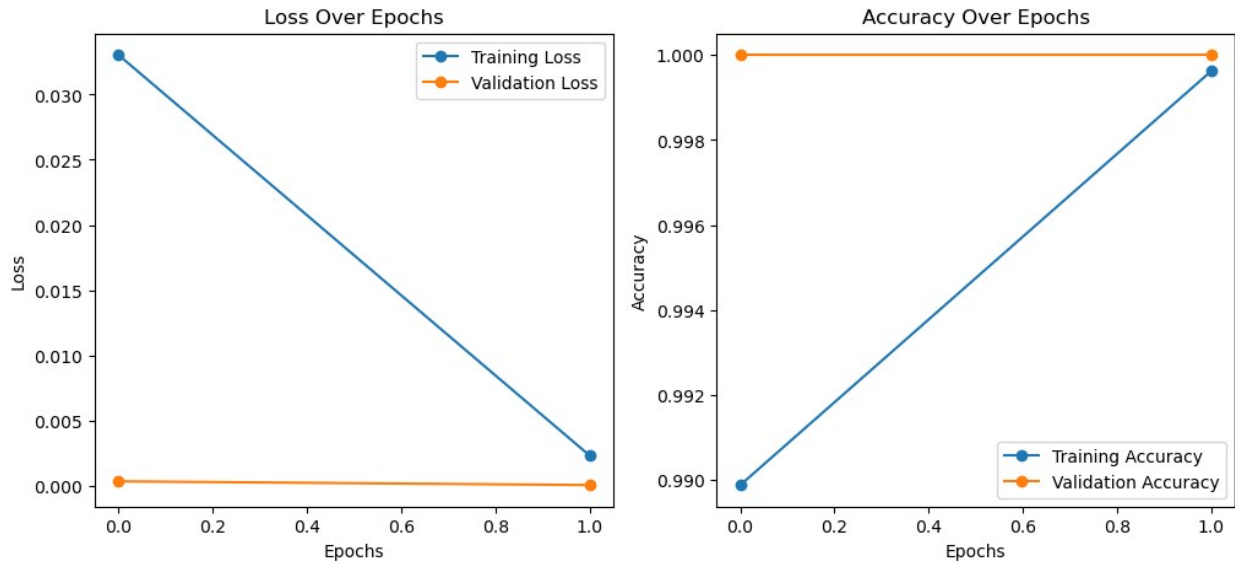 Loss Over Epochs
Training Loss
Validation Loss
0.030
0.025
0.020
0.015
0.010
0.005
0.000
Loss
0.0 0.2 0.4 0.6 0.8 1.0
Epochs
Accuracy Over Epochs
1.000
0.998
0.996
0.994
0.992
0.990
Accuracy
Training Accuracy
Validation Accuracy
0.0 0.2 0.4 0.6 0.8 1.0
Epochs